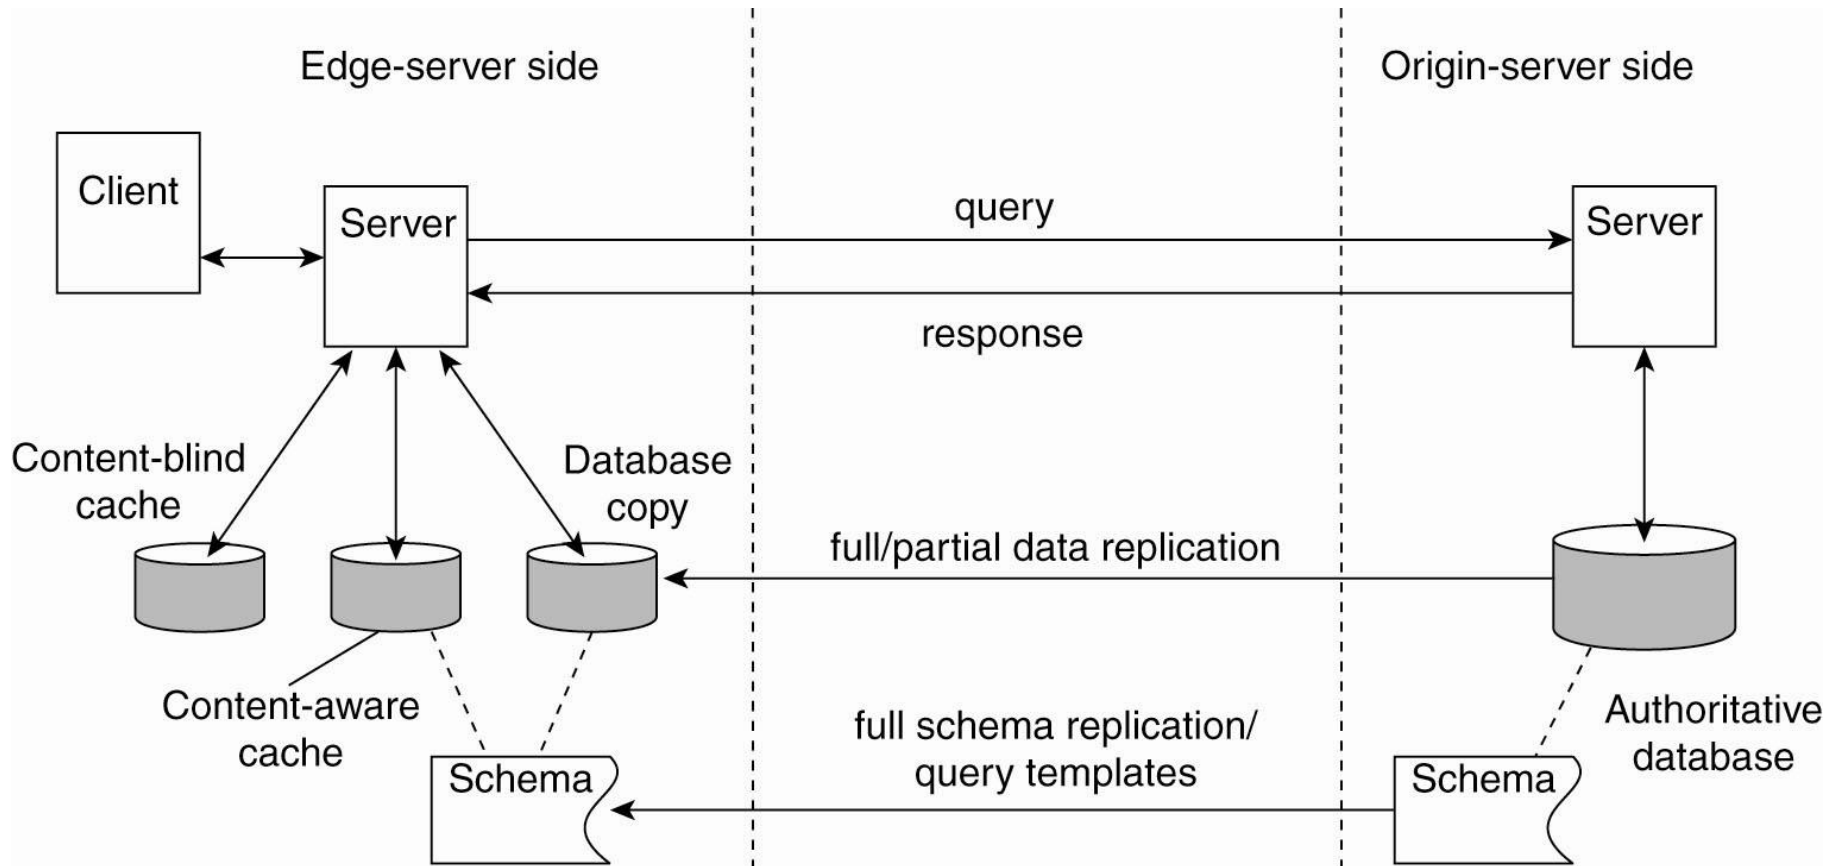 Edge-server side
Origin-server side
Client
Server
query
Server
response
Content-blind
cache
Database
copy
full/partial data replication
Content-aware
cache
full schema replication/
query templates
Authoritative
database
Schema
Schema